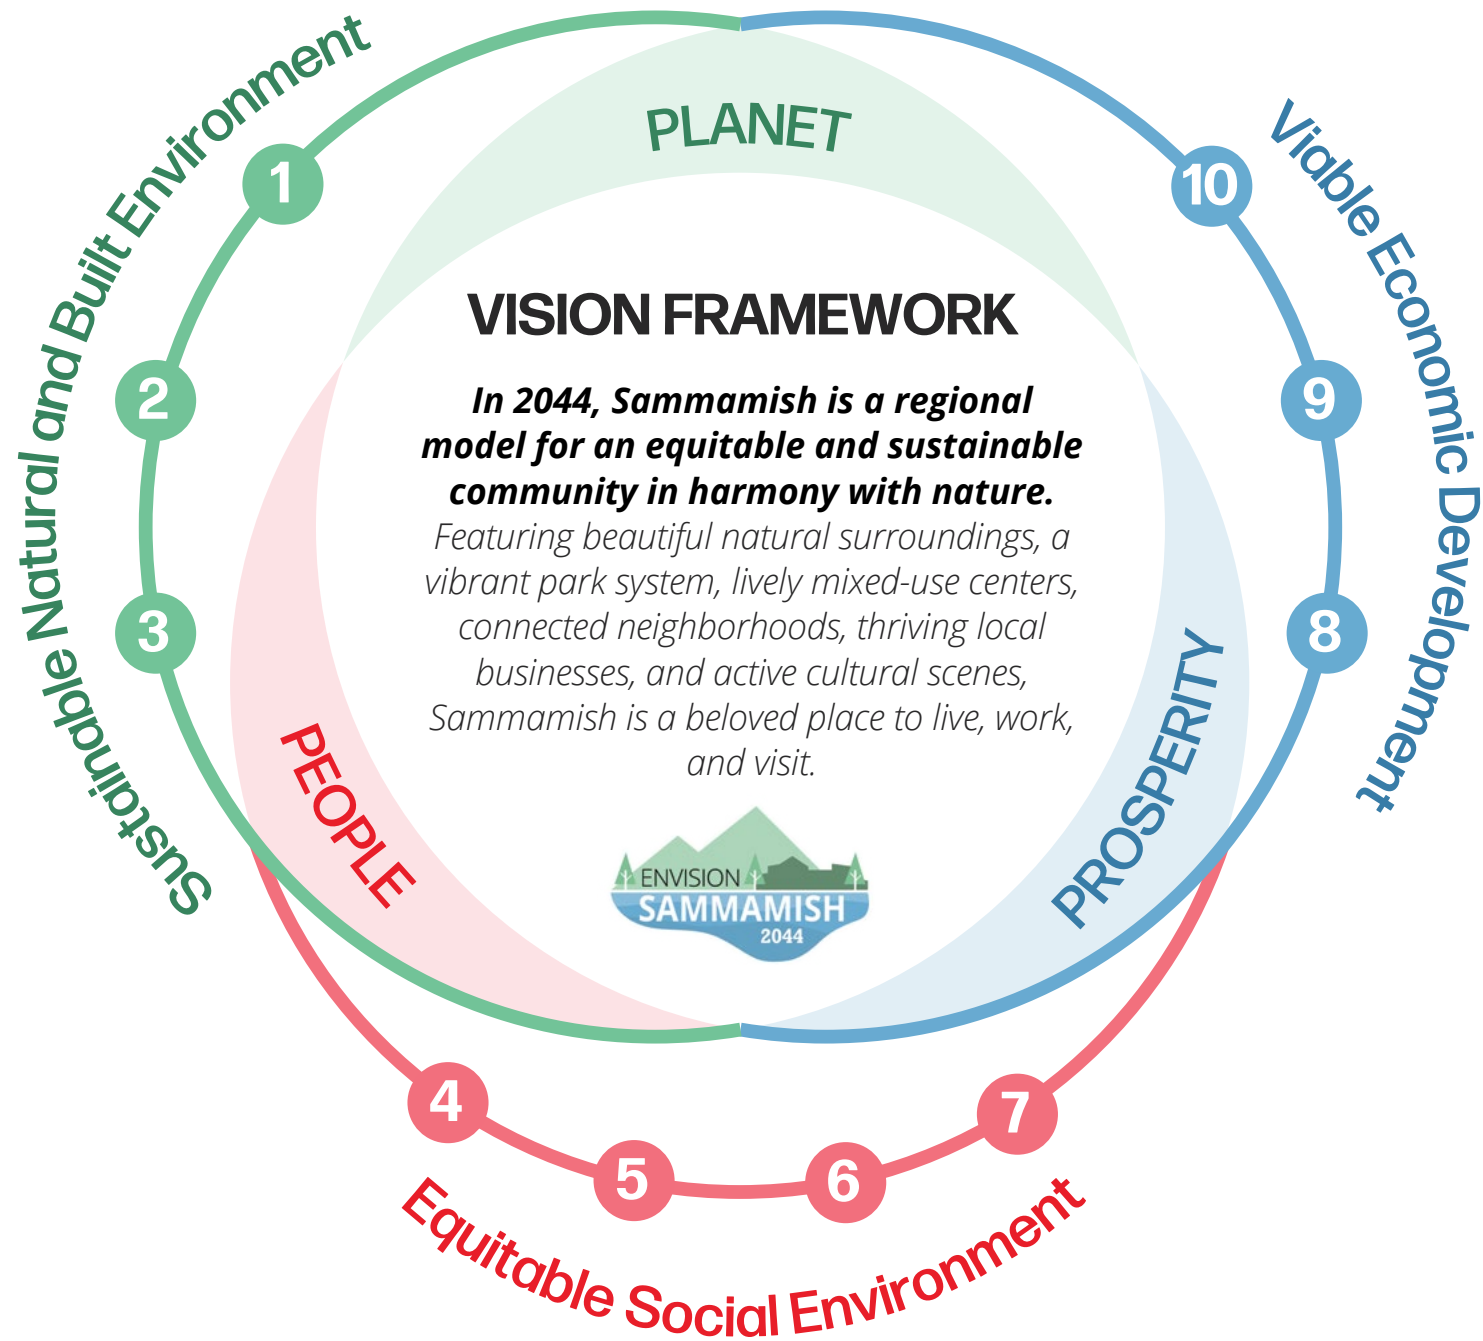 Sustainable Natural and Built Environment
Viable Economic Development
Equitable Social Environment
PLANET
PEOPLE
PROSPERITY
1
2
3
4
5
6
7
8
9
10
VISION FRAMEWORK
In 2044, Sammamish is a regional
model for an equitable and sustainable
community in harmony with nature.
Featuring beautiful natural surroundings, a
vibrant park system, lively mixed-use centers,
connected neighborhoods, thriving local
businesses, and active cultural scenes,
Sammamish is a beloved place to live, work,
and visit.
ENVISION
SAMMAMISH
2044